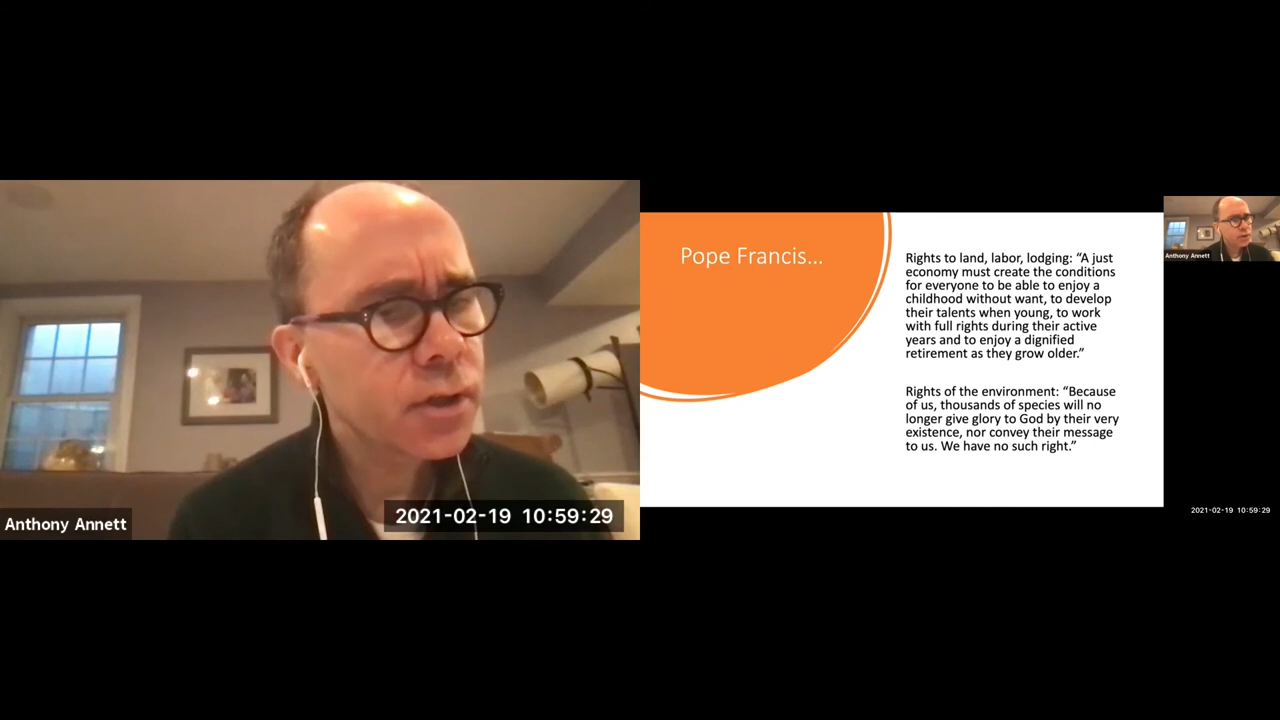 Anthony Annett
2021-02-19 10:59:29
Pope Francis...
Rights to land, labor, lodging: “A just
economy must create the conditions
for everyone to be able to enjoy a
childhood without want, to develop
their talents when young, to work
with full rights during their active
years and to enjoy a dignified
retirement as they grow older.”
Rights of the environment: “Because
of us, thousands of species will no
longer give glory to God by their very
existence, nor convey their message
to us. We have no such right.”
Anthony Annett
2021-02-19 10:59:29